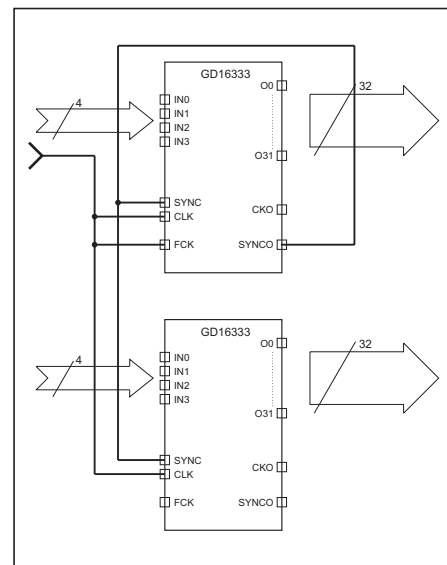 GD16333
O0
4
32
IN0
IN1
IN2
IN3
O31
SYNC
CLK
CKO
FCK
SYNCO
GD16333
O0
4
32
IN0
IN1
IN2
IN3
O31
SYNC
CLK
CKO
FCK
SYNCO